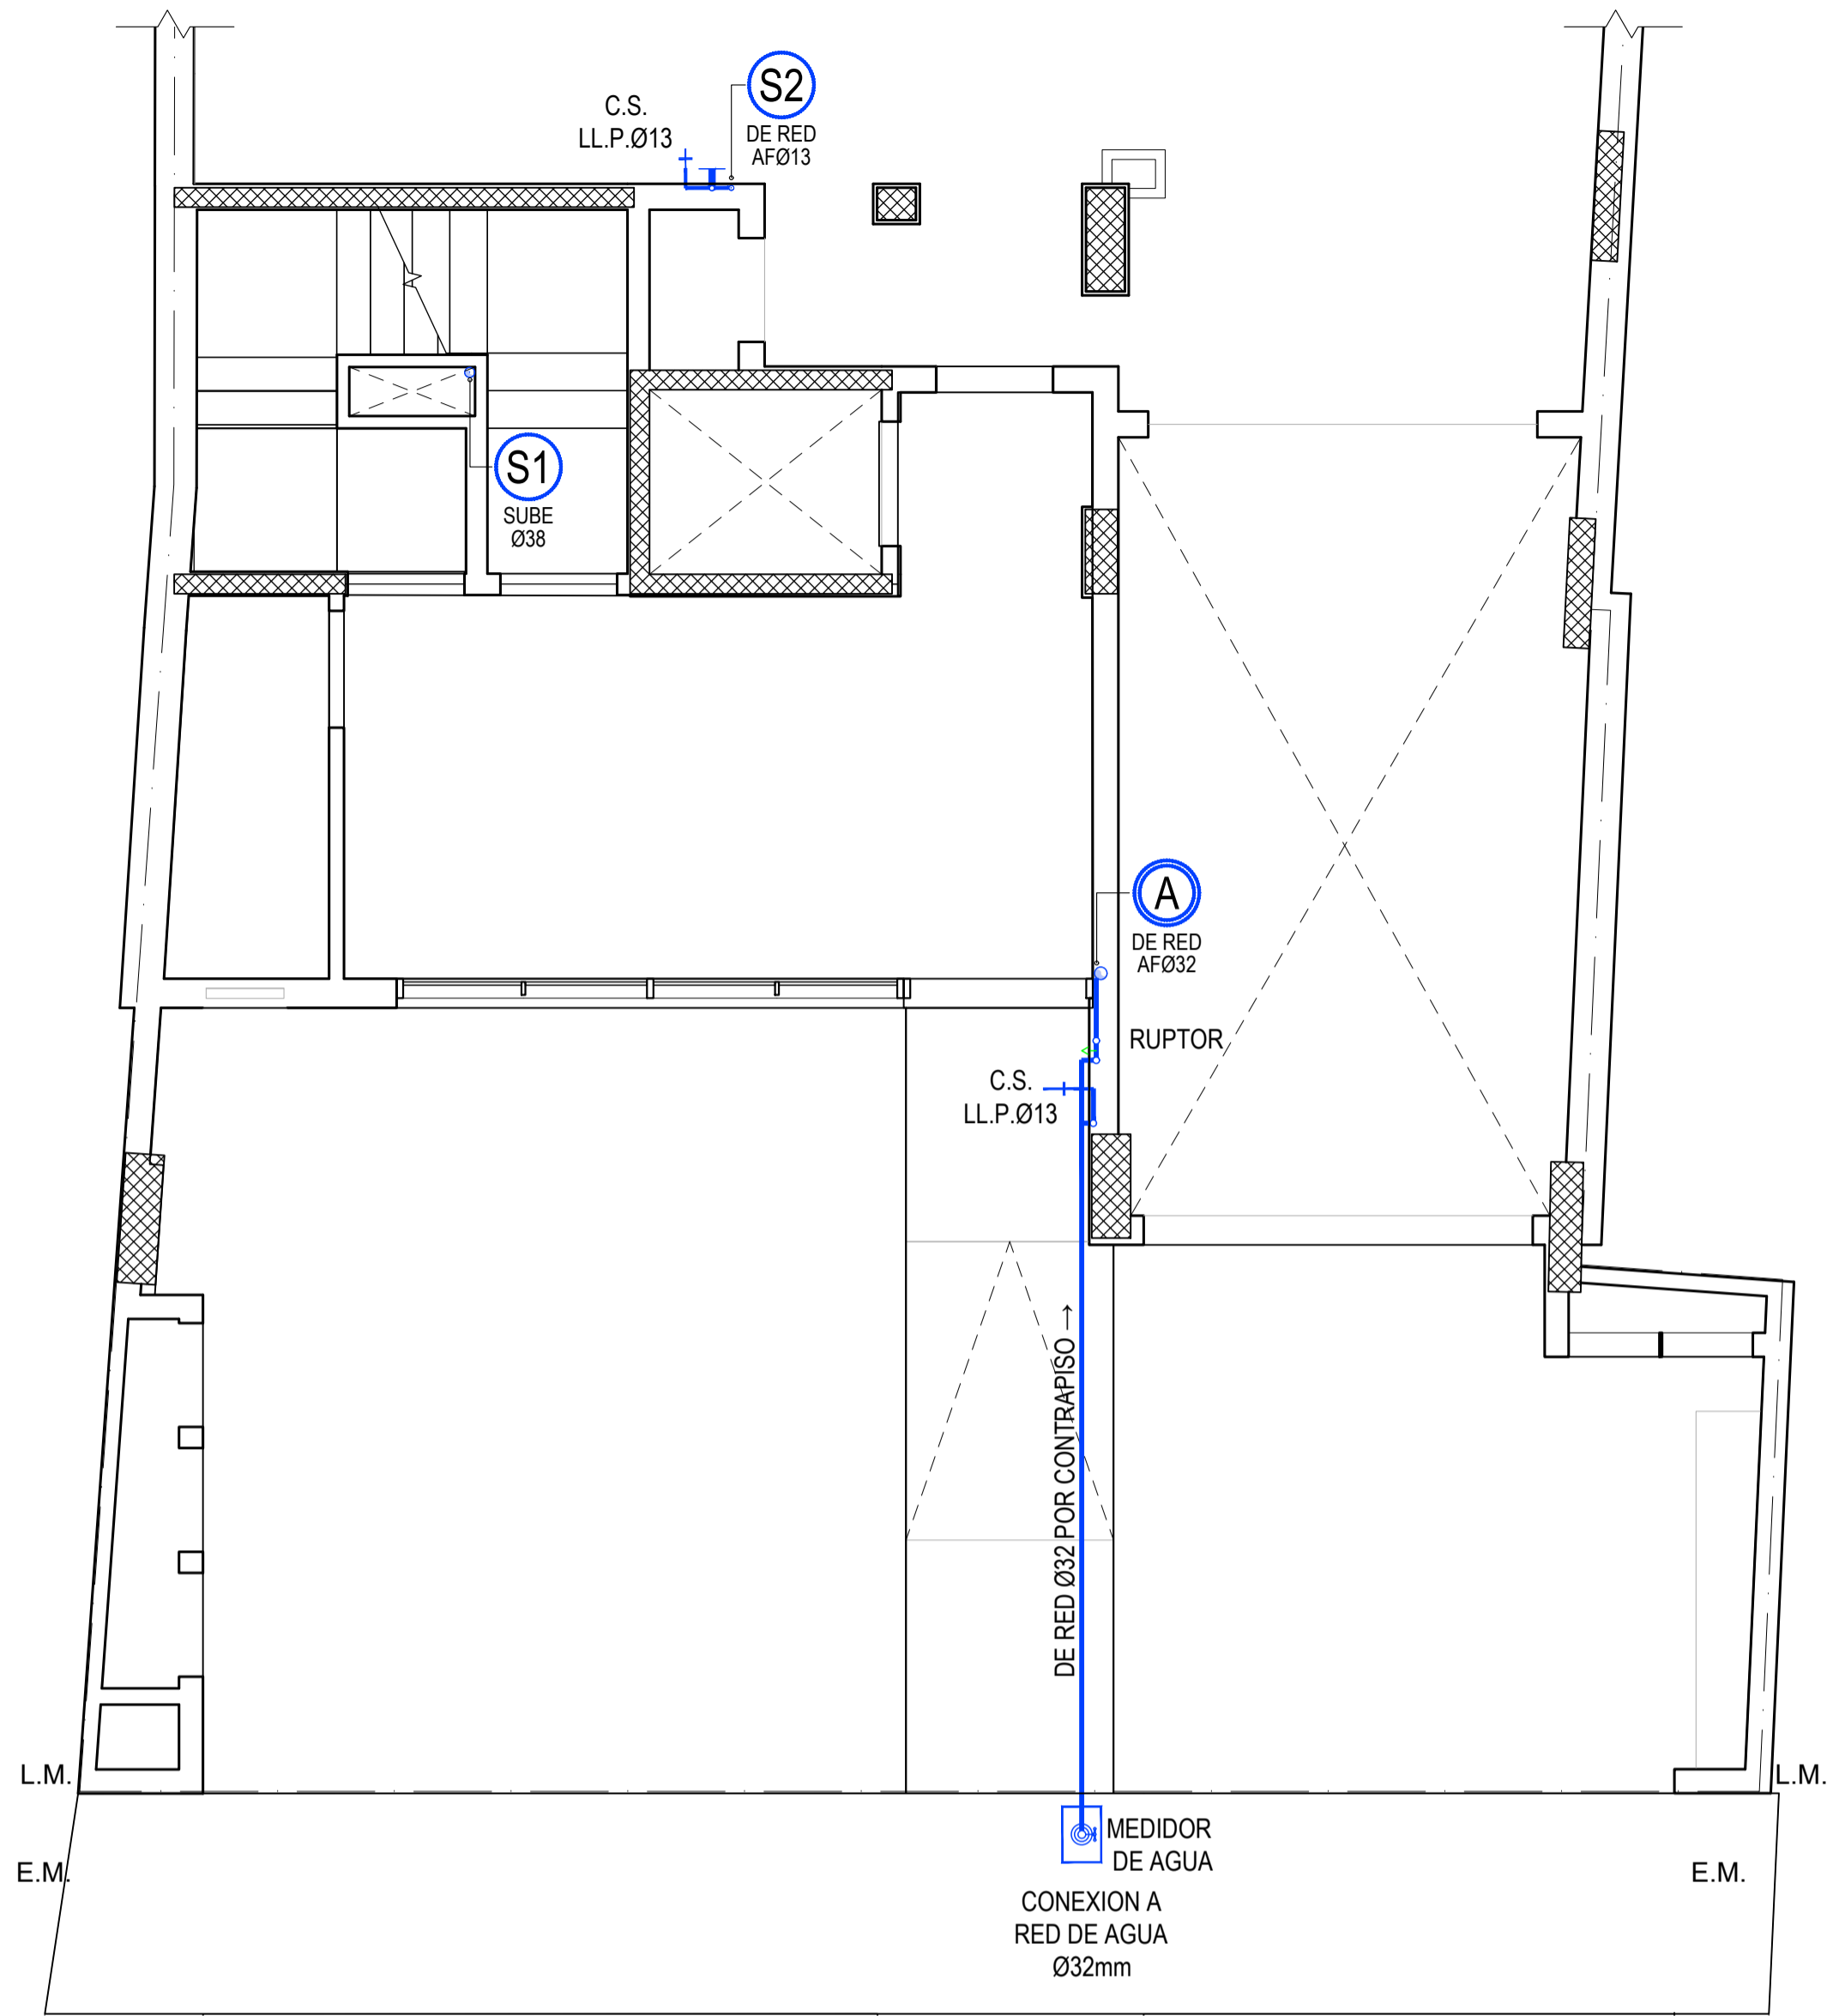 S2
DE RED
AFØ13
C.S.
LL.P.Ø13
S1
SUBE
Ø38
A
DE RED
AFØ32
RUPTOR
C.S.
LL.P.Ø13
DE RED Ø32 POR CONTRAPISO →
L.M.
L.M.
MEDIDOR
DE AGUA
E.M.
E.M.
CONEXION A
RED DE AGUA
Ø32mm